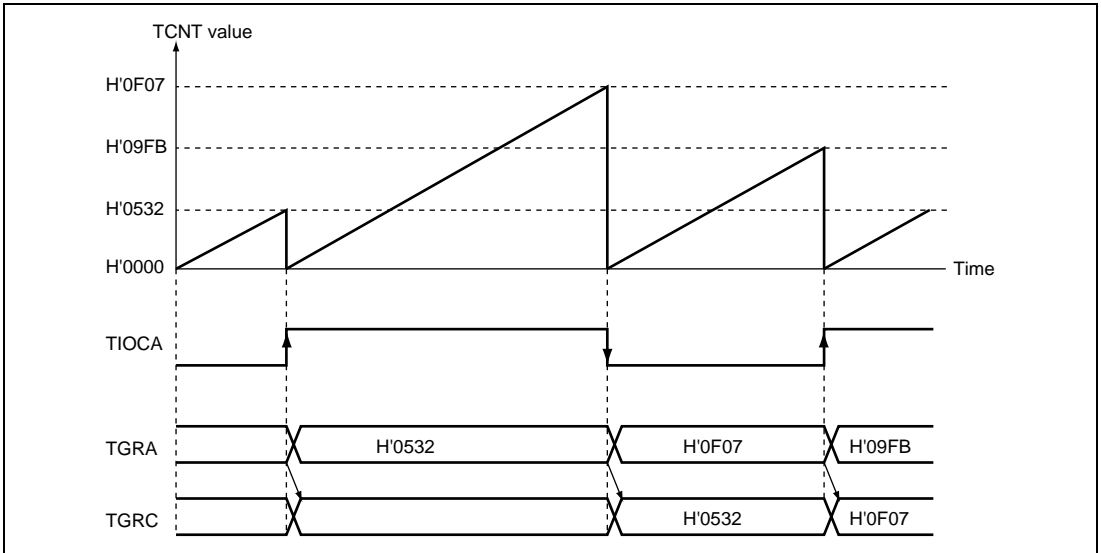 TCNT value
H'0F07
H'09FB
H'0532
H'0000
Time
TIOCA
TGRA
H'0532
H'0F07
H'09FB
TGRC
H'0532
H'0F07